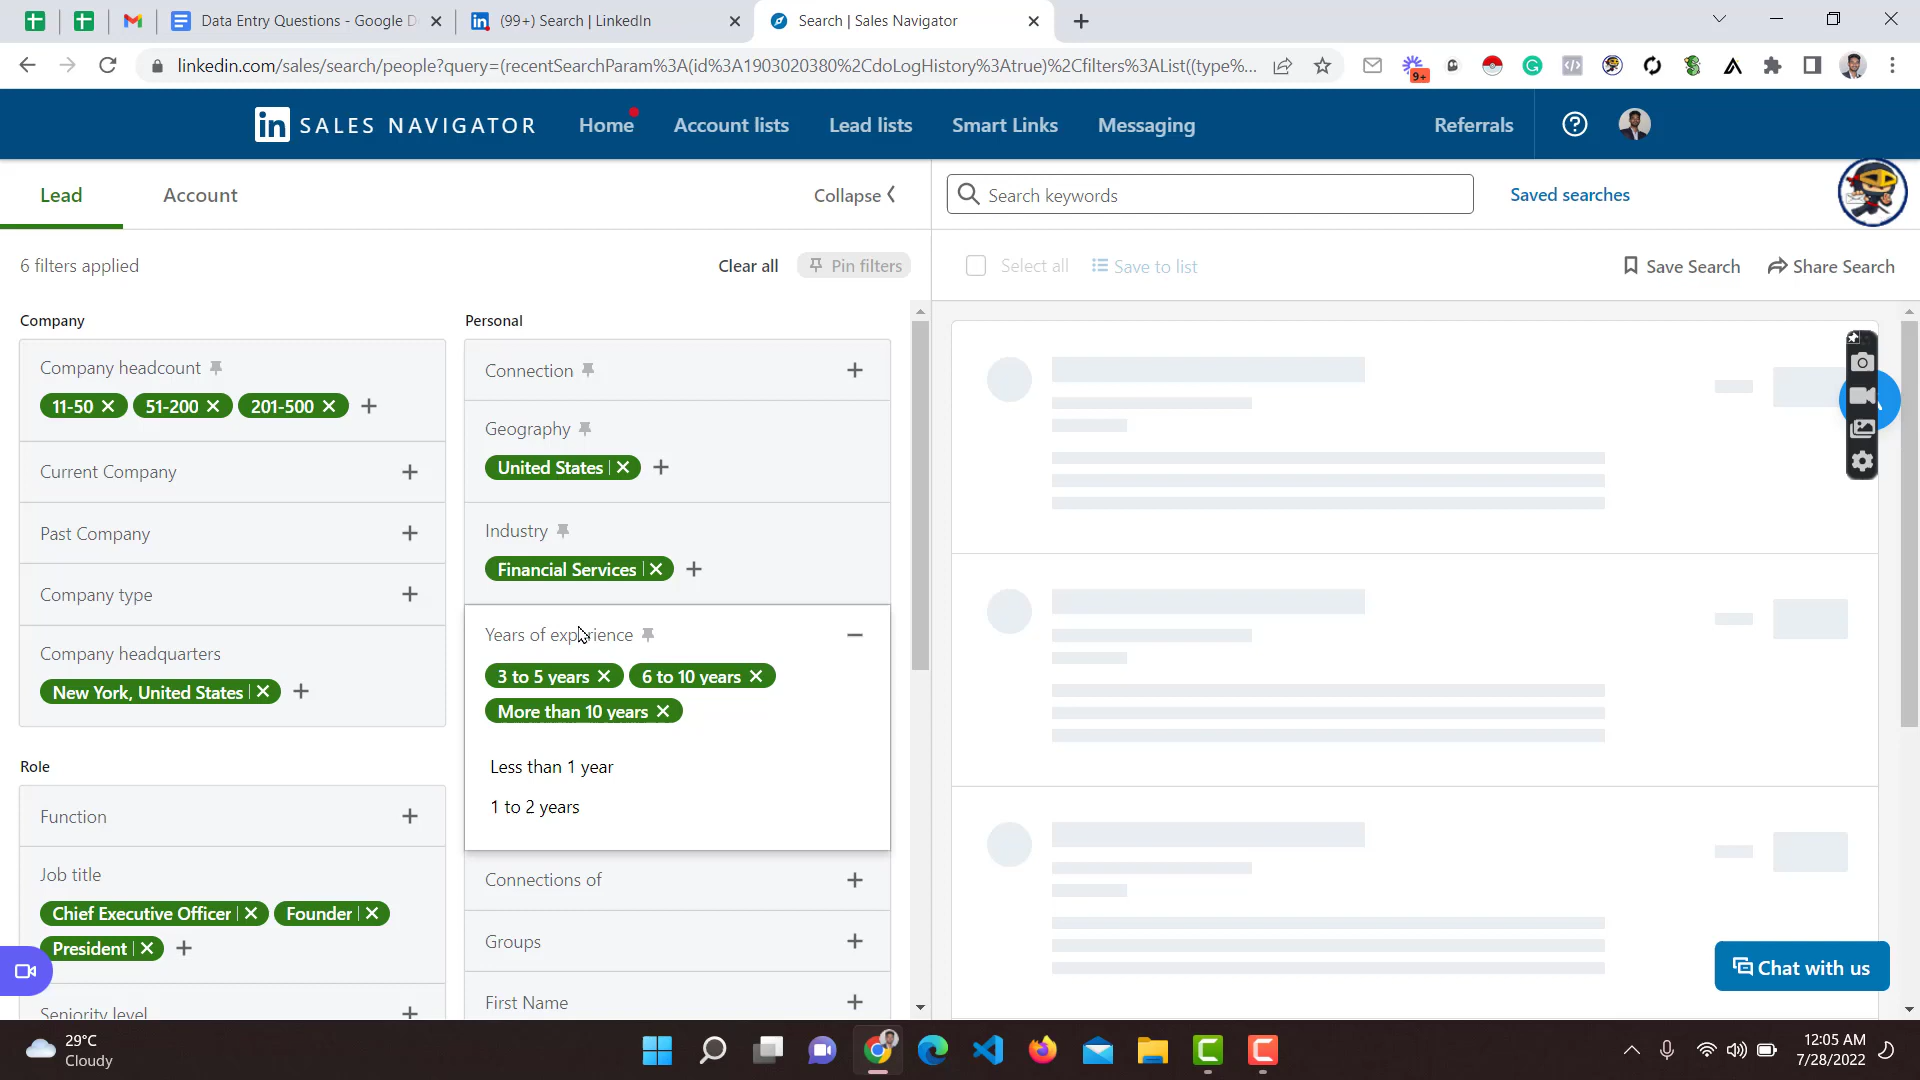 Data Entry Questions - Google D
(99+) Search | LinkedIn
Search | Sales Navigator
linkedin.com/sales/search/people?query=(recentSearchParam%3A(id%3A1903020380%2CdoLogHistory%3Atrue)%2Cfilters%3AList((type%...
9+
in SALES NAVIGATOR
Home
Account lists
Lead lists
Smart Links
Messaging
Referrals
Lead
Account
Collapse
Search keywords
Saved searches
6 filters applied
Clear all
Pin filters
Select all
Save to list
Save Search
Share Search
Company
Company headcount
11-50
51-200
201-500
Current Company
Past Company
Company type
Company headquarters
New York, United States
Role
Function
Job title
Chief Executive Officer
Founder
President
Seniority level
Personal
Connection
Geography
United States
Industry
Financial Services
Years of experience
3 to 5 years
6 to 10 years
More than 10 years
Less than 1 year
1 to 2 years
Connections of
Groups
First Name
Chat with us
29°C
Cloudy
12:05 AM
7/28/2022